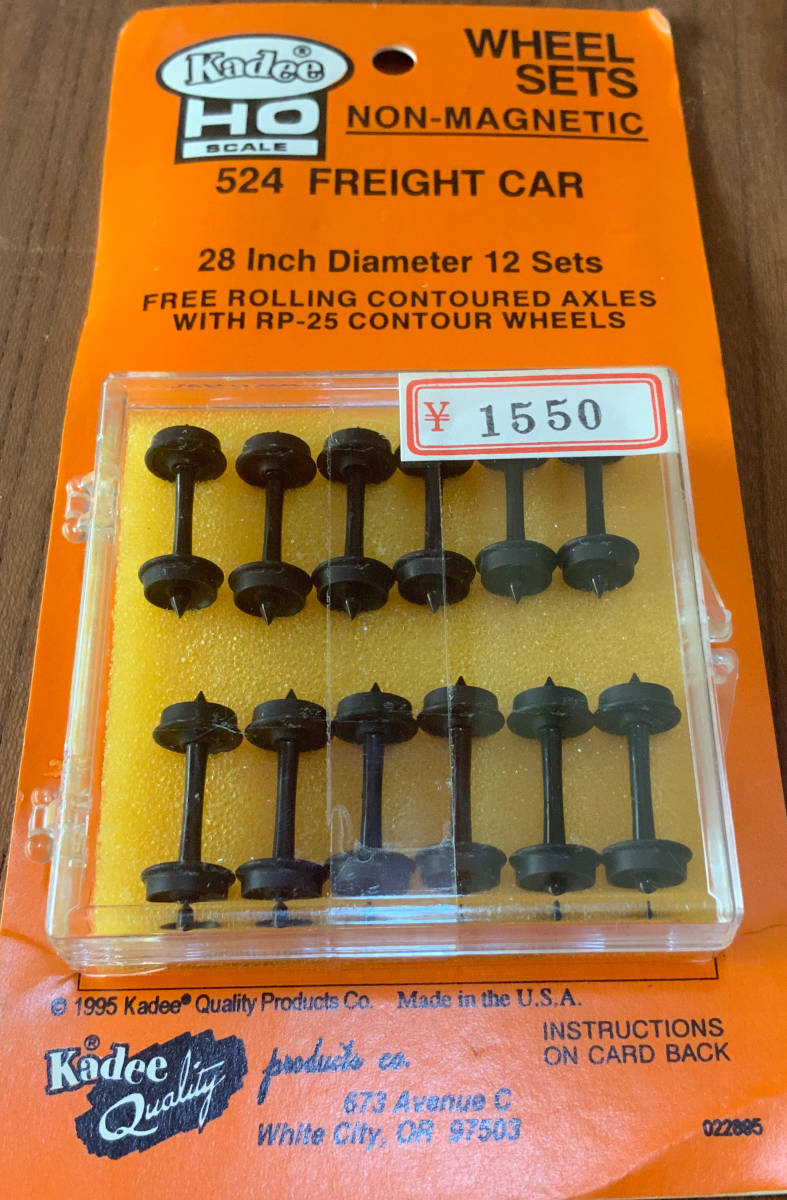 Kadee®
HO
SCALE
WHEEL
SETS
NON-MAGNETIC
524 FREIGHT CAR
28 Inch Diameter 12 Sets
FREE ROLLING CONTOURED AXLES
WITH RP-25 CONTOUR WHEELS
¥ 1550
© 1995 Kadee® Quality Products Co. Made in the U.S.A.
INSTRUCTIONS
ON CARD BACK
Kadee®
Quality
products co.
673 Avenue C
White City, OR 97503
022895